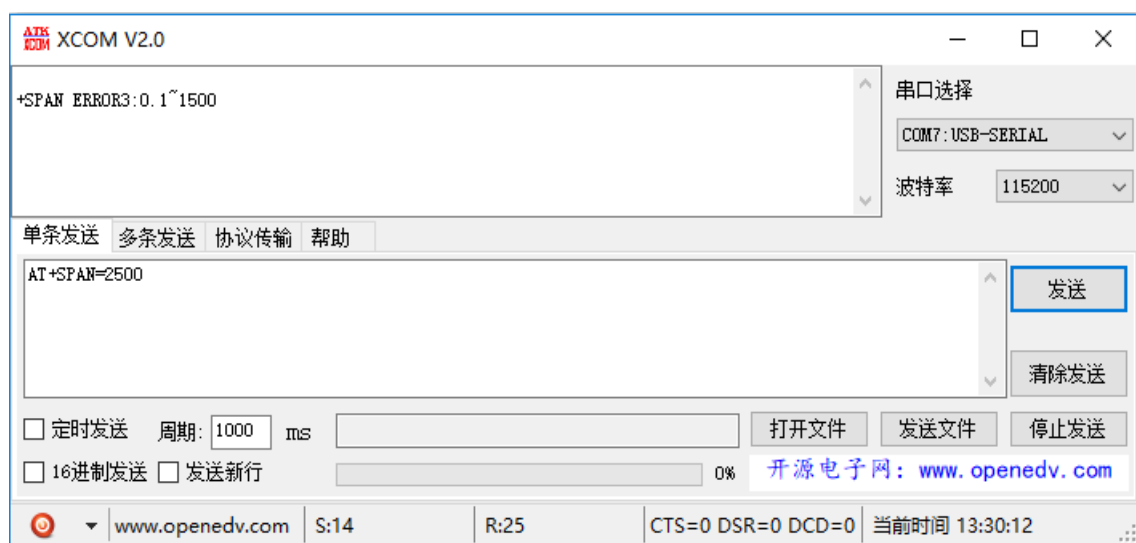 ATK XCOM XCOM V2.0
+SPAN ERROR3:0.1~1500
串口选择
COM7:USB-SERIAL
波特率 115200
单条发送 多条发送 协议传输 帮助
AT+SPAN=2500
发送
清除发送
定时发送 周期: 1000 ms 打开文件 发送文件 停止发送
16进制发送 发送新行 0% 开源电子网：www.openedv.com
www.openedv.com S:14 R:25 CTS=0 DSR=0 DCD=0 当前时间 13:30:12